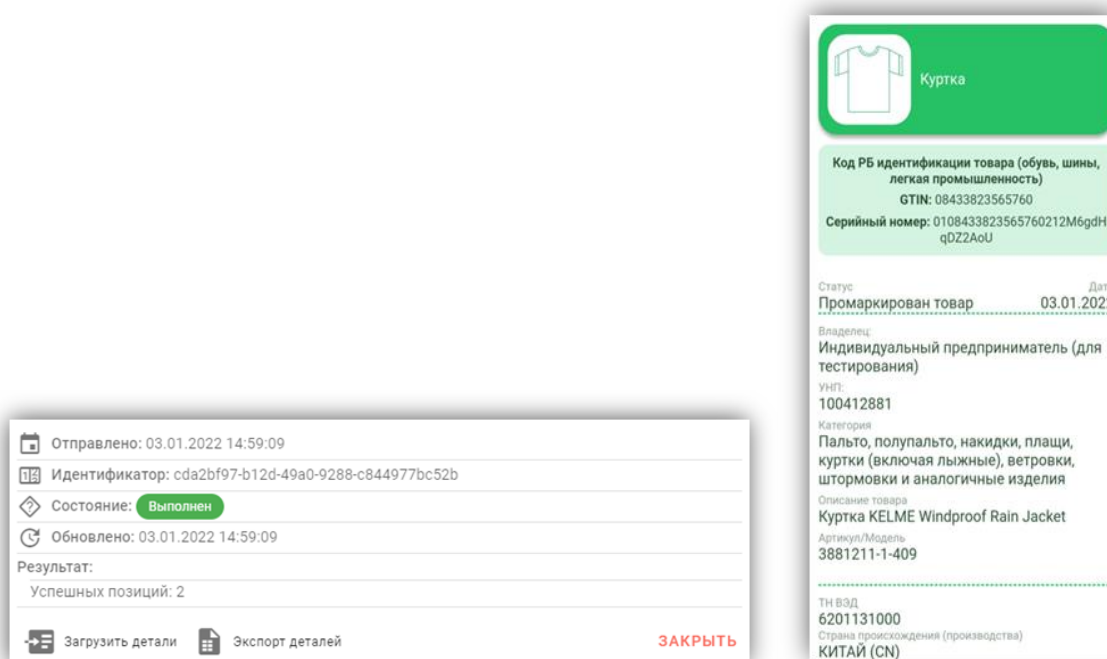 Отправлено: 03.01.2022 14:59:09
Идентификатор: cda2bf97-b12d-49a0-9288-c844977bc52b
Состояние: Выполнен
Обновлено: 03.01.2022 14:59:09
Результат:
Успешных позиций: 2
Загрузить детали Экспорт деталей ЗАКРЫТЬ
Куртка
Код РБ идентификации товара (обувь, шины,
легкая промышленность)
GTIN: 08433823565760
Серийный номер: 0108433823565760212M6gdH
qDZ2AoU
Статус Дат
Промаркирован товар 03.01.202
Владелец:
Индивидуальный предприниматель (для
тестирования)
УНП:
100412881
Категория
Пальто, полупальто, накидки, плащи,
куртки (включая лыжные), ветровки,
штормовки и аналогичные изделия
Описание товара
Куртка KELME Windproof Rain Jacket
Артикул/Модель
3881211-1-409
ТН ВЭД
6201131000
Страна происхождения (производства)
КИТАЙ (CN)